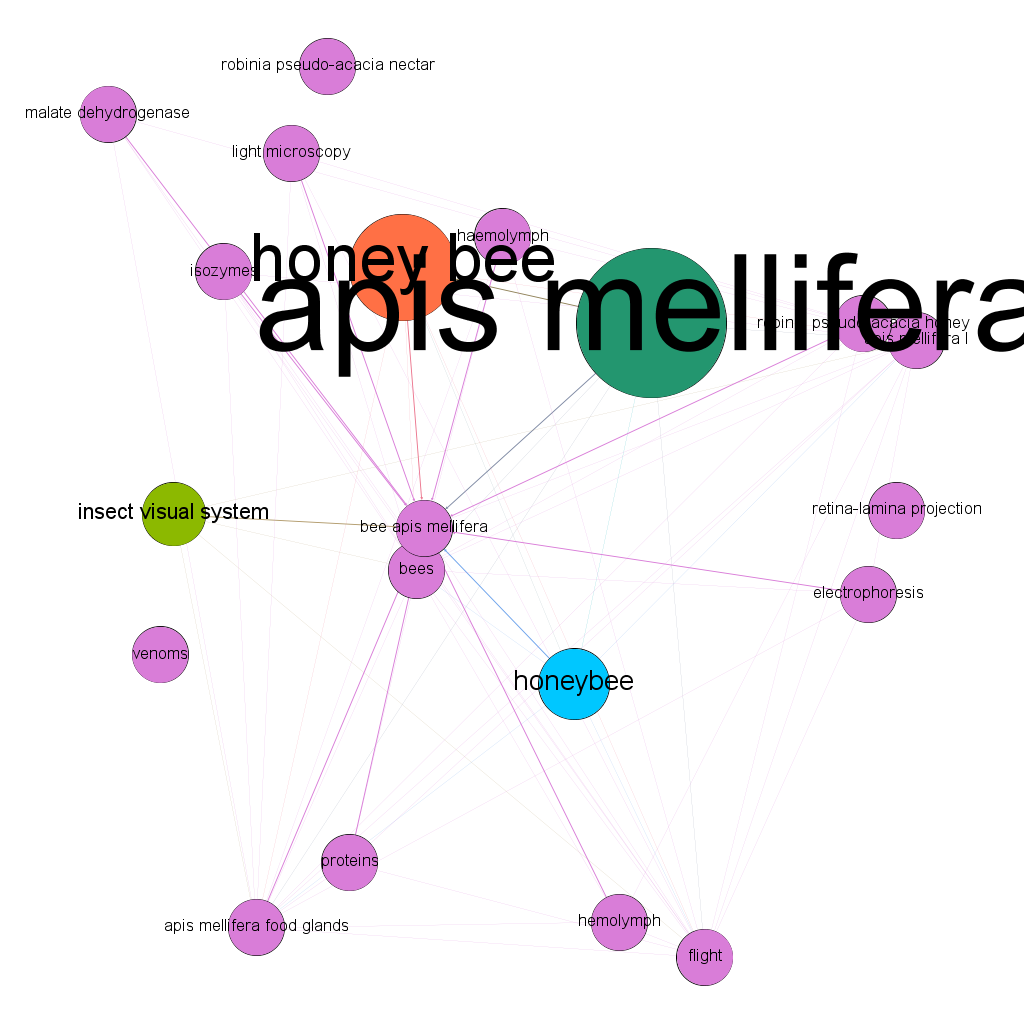 robinia pseudo-acacia nectar
malate dehydrogenase
light microscopy
haemolymph
honey bee
isozymes
apis mellifera
robinia pseudo-acacia honey
apis mellifera l
insect visual system
retina-lamina projection
bee apis mellifera
bees
electrophoresis
venoms
honeybee
proteins
hemolymph
apis mellifera food glands
flight